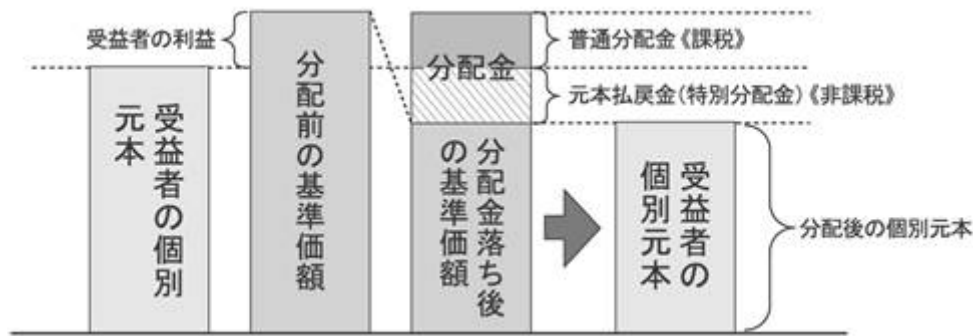 受益者の利益
受益者の個別
元本
分配前の基準価額
分配金
分配金落ち後
の基準価額
普通分配金《課税》
元本払戻金(特別分配金)《非課税》
受益者の
個別元本
分配後の個別元本